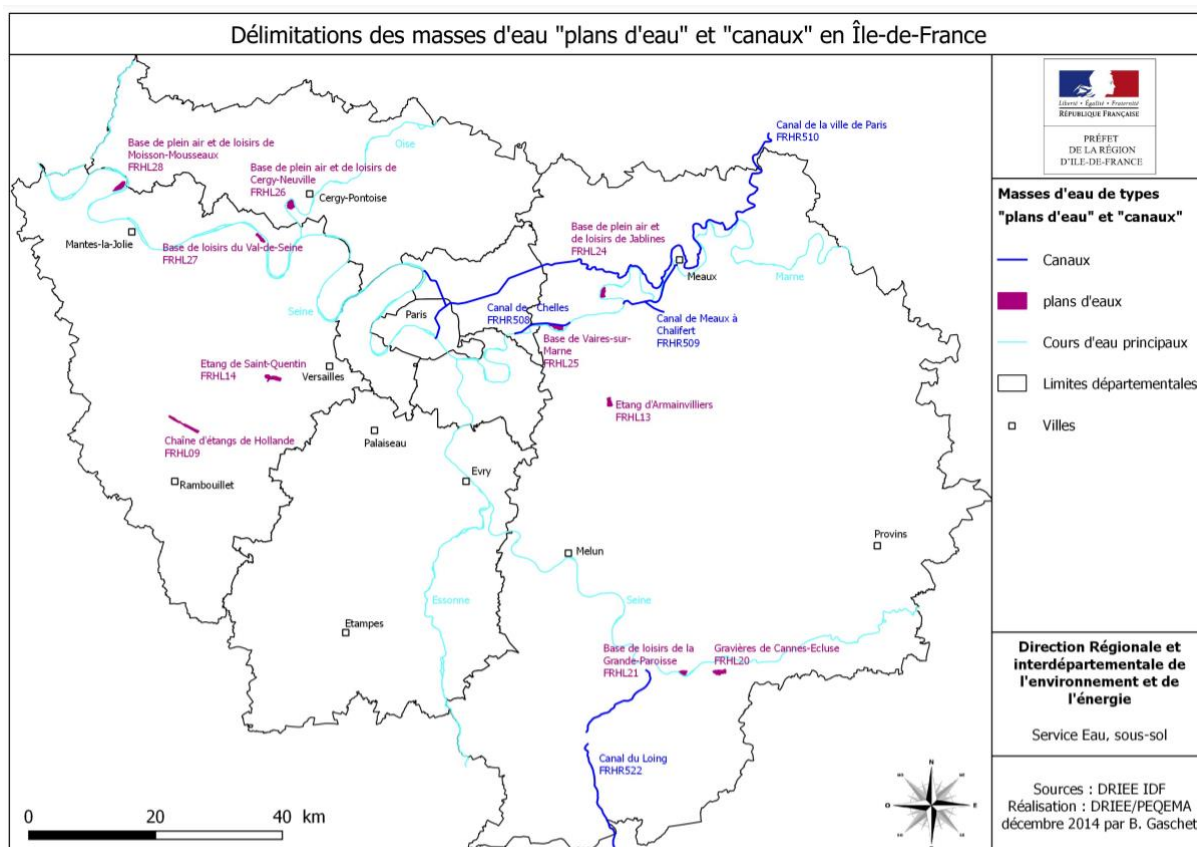 Délimitations des masses d'eau "plans d'eau" et "canaux" en Île-de-France
Canal de la ville de Paris
FRHR510
Oise
Base de plein air et de loisirs de
Moisson-Mousseaux
FRHL28
Base de plein air et de loisirs de
Cergy-Neuville
FRHL26
Cergy-Pontoise
Mantes-la-Jolie
Base de loisirs du Val-de-Seine
FRHL27
Base de plein air et
de loisirs de Jablines
FRHL24
Meaux
Marne
Seine
Paris
Canal de Chelles
FRHR508
Canal de Meaux à
Chalifert
FRHR509
Base de Vaires-sur-
Marne
FRHL25
Etang de Saint-Quentin
FRHL14
Versailles
Etang d'Armainvilliers
FRHL13
Chaîne d'étangs de Hollande
FRHL09
Palaiseau
Rambouillet
Evry
Provins
Melun
Essonne
Seine
Etampes
Base de loisirs de la
Grande-Paroisse
FRHL21
Gravières de Cannes-Ecluse
FRHL20
Canal du Loing
FRHR522
0 20 40 km
N
O
E
S
Liberté • Égalité • Fraternité
RÉPUBLIQUE FRANÇAISE
PRÉFET
DE LA RÉGION
D'ILE-DE-FRANCE
Masses d'eau de types
"plans d'eau" et "canaux"
Canaux
plans d'eaux
Cours d'eau principaux
Limites départementales
Villes
Direction Régionale et
interdépartementale de
l'environnement et de
l'énergie
Service Eau, sous-sol
Sources : DRIEE IDF
Réalisation : DRIEE/PEQEMA
décembre 2014 par B. Gaschet